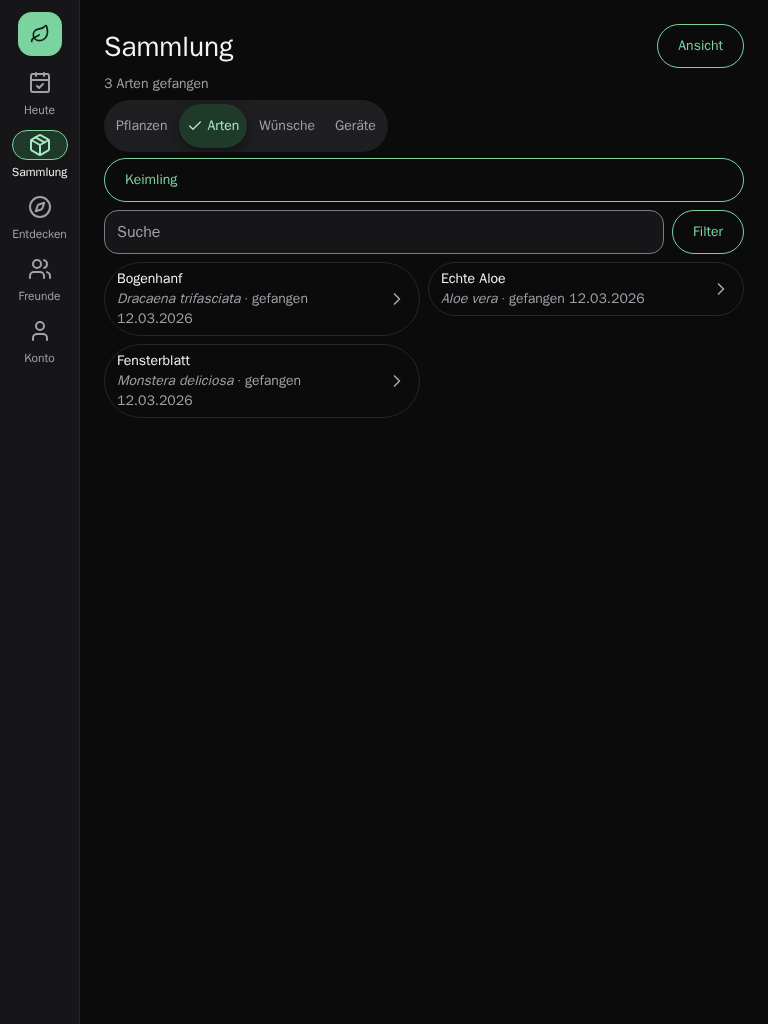 Heute
Sammlung
Entdecken
Freunde
Konto
Sammlung
Ansicht
3 Arten gefangen
Pflanzen
Arten
Wünsche
Geräte
Keimling
Suche
Filter
Bogenhanf
Dracaena trifasciata · gefangen
12.03.2026
Echte Aloe
Aloe vera · gefangen 12.03.2026
Fensterblatt
Monstera deliciosa · gefangen
12.03.2026